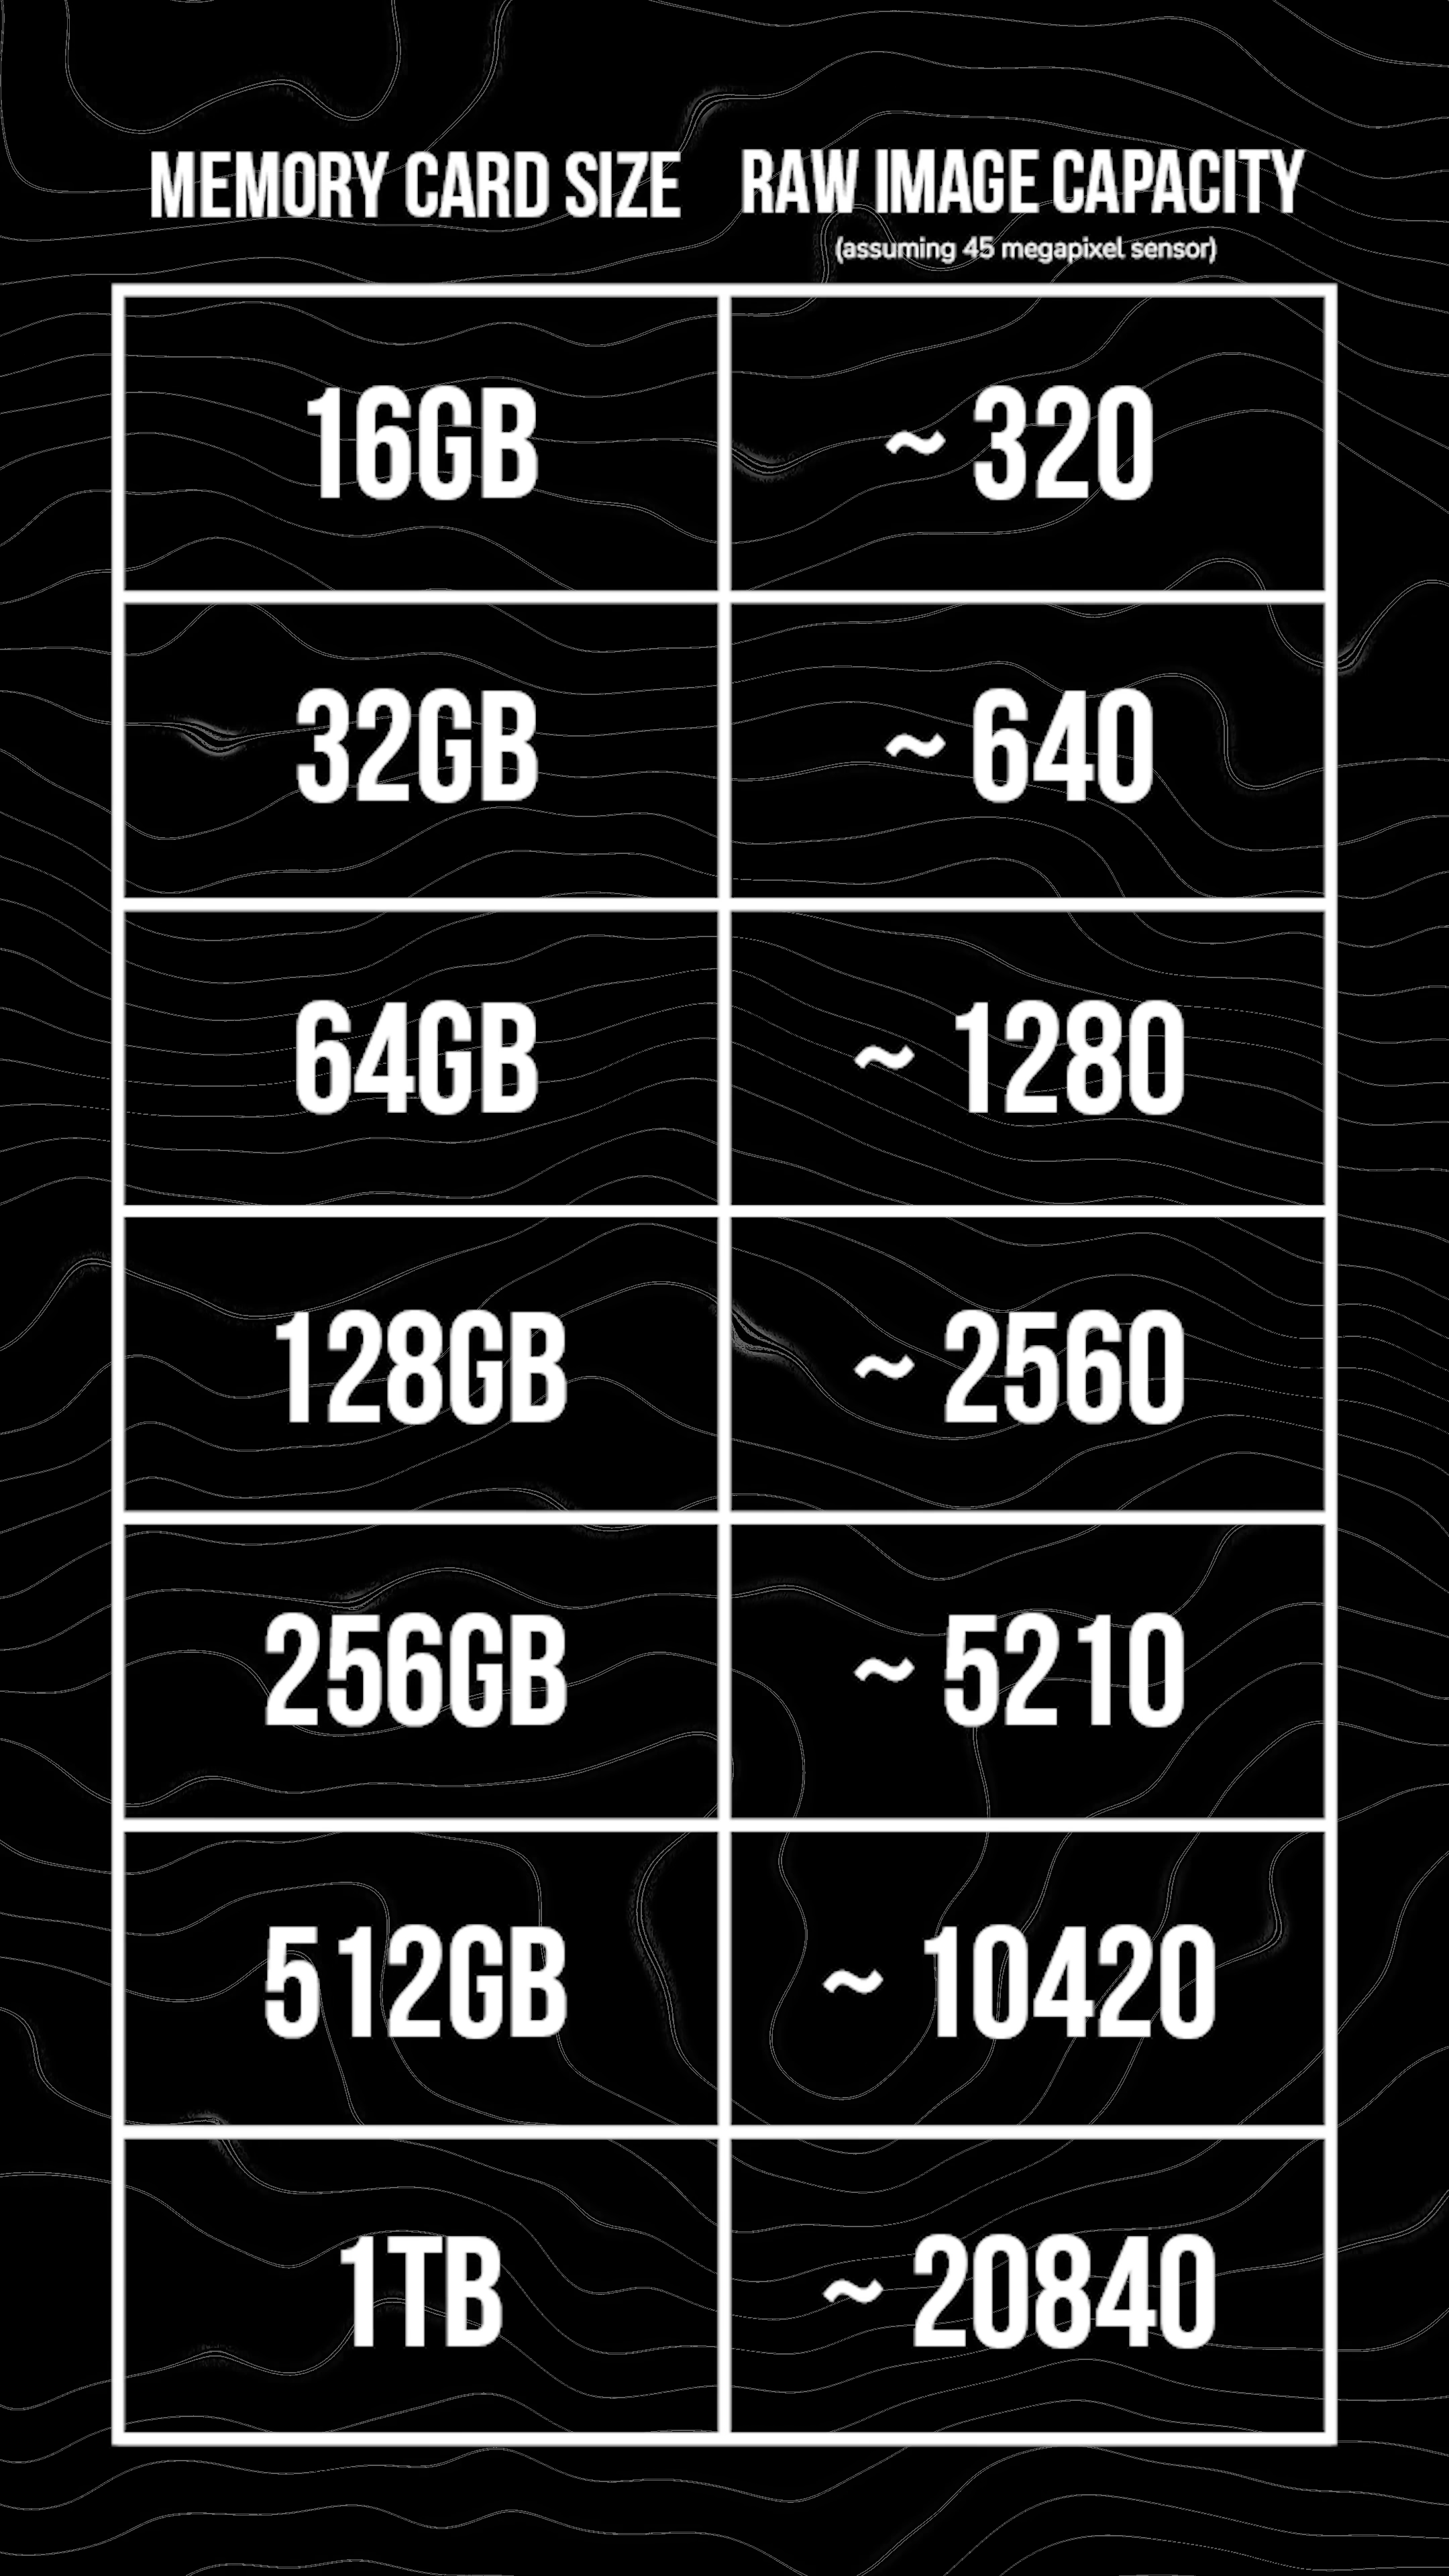 MEMORY CARD SIZE RAW IMAGE CAPACITY
(assuming 45 megapixel sensor)
16GB ~ 320
32GB ~ 640
64GB ~ 1280
128GB ~ 2560
256GB ~ 5210
512GB ~ 10420
1TB ~ 20840